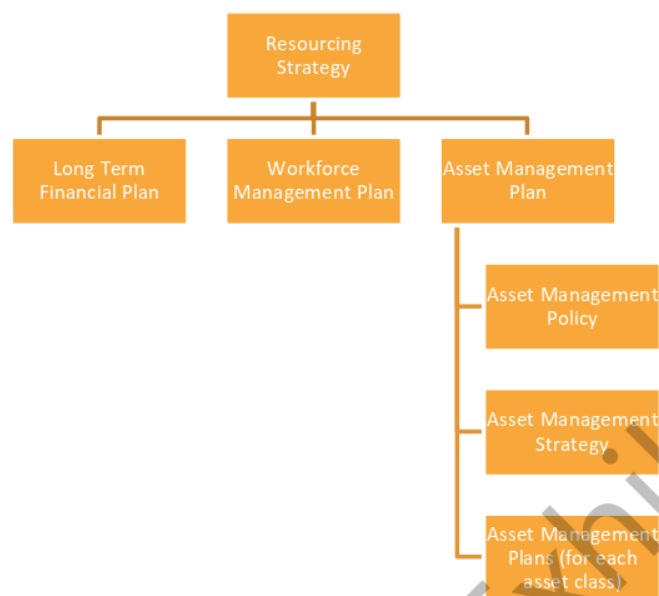 Resourcing
Strategy
Long Term
Financial Plan
Workforce
Management Plan
Asset Management
Plan
Asset Management
Policy
Asset Management
Strategy
Asset Management
Plans (for each
asset class)